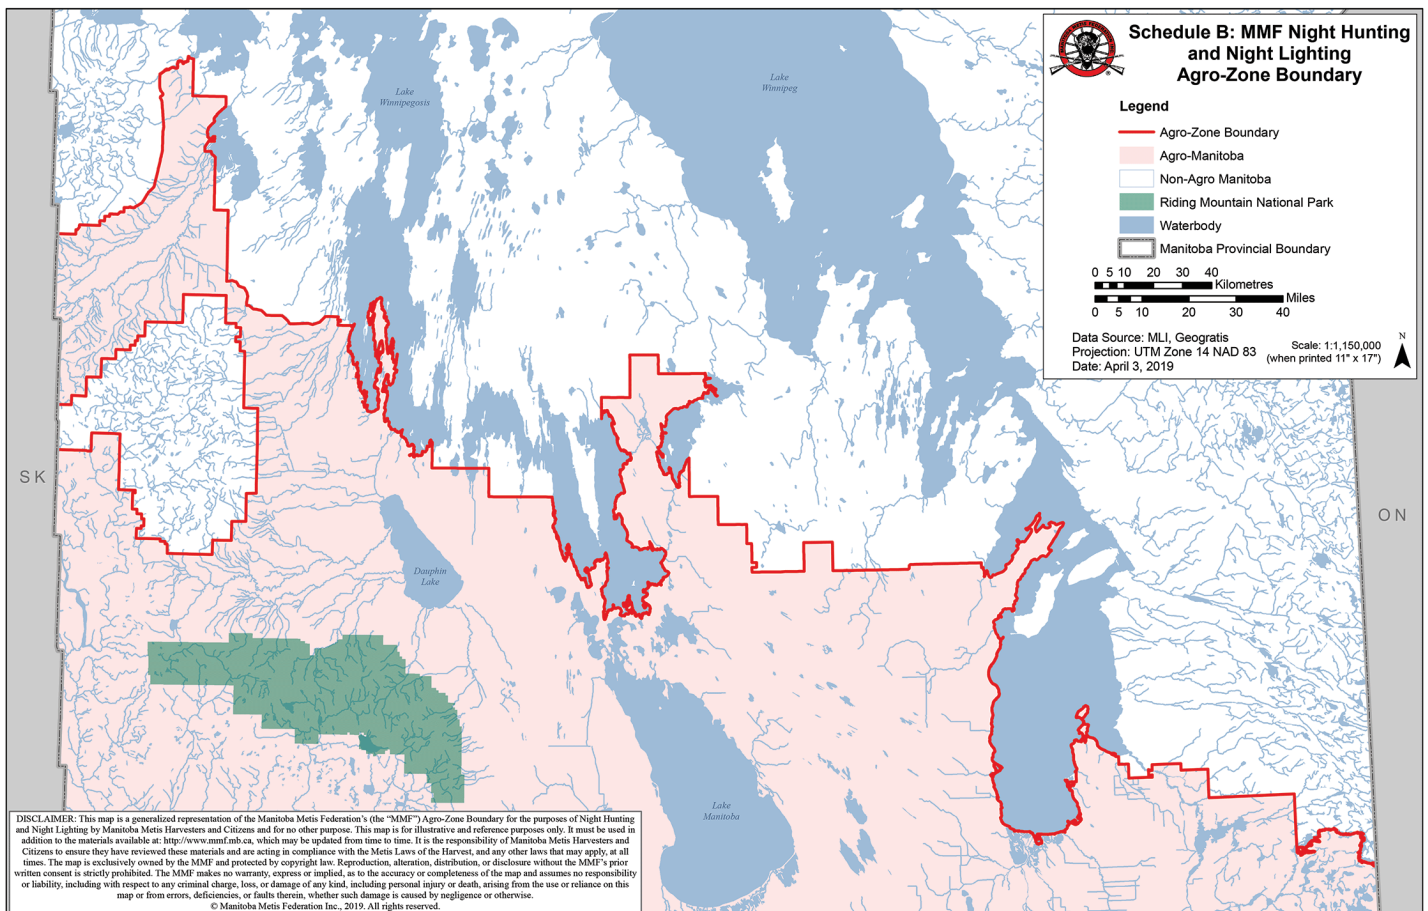 Schedule B: MMF Night Hunting
and Night Lighting
Agro-Zone Boundary
Legend
Agro-Zone Boundary
Agro-Manitoba
Non-Agro Manitoba
Riding Mountain National Park
Waterbody
Manitoba Provincial Boundary
0 5 10 20 30 40
Kilometres
Miles
0 5 10 20 30 40
Data Source: MLI, Geogratis
Projection: UTM Zone 14 NAD 83
Date: April 3, 2019
Scale: 1:1,150,000
(when printed 11" x 17")
N
Lake
Winnipegosis
Lake
Winnipeg
SK
ON
Dauphin
Lake
Lake
Manitoba
DISCLAIMER: This map is a generalized representation of the Manitoba Metis Federation's (the "MMF") Agro-Zone Boundary for the purposes of Night Hunting
and Night Lighting by Manitoba Metis Harvesters and Citizens and for no other purpose. This map is for illustrative and reference purposes only. It must be used in
addition to the materials available at: http://www.mmf.mb.ca, which may be updated from time to time. It is the responsibility of Manitoba Metis Harvesters and
Citizens to ensure they have reviewed these materials and are acting in compliance with the Metis Laws of the Harvest, and any other laws that may apply, at all
times. The map is exclusively owned by the MMF and protected by copyright law. Reproduction, alteration, distribution, or disclosure without the MMF's prior
written consent is strictly prohibited. The MMF makes no warranty, express or implied, as to the accuracy or completeness of the map and assumes no responsibility
or liability, including with respect to any criminal charge, loss, or damage of any kind, including personal injury or death, arising from the use or reliance on this
map or from errors, deficiencies, or faults therein, whether such damage is caused by negligence or otherwise.
© Manitoba Metis Federation Inc., 2019. All rights reserved.